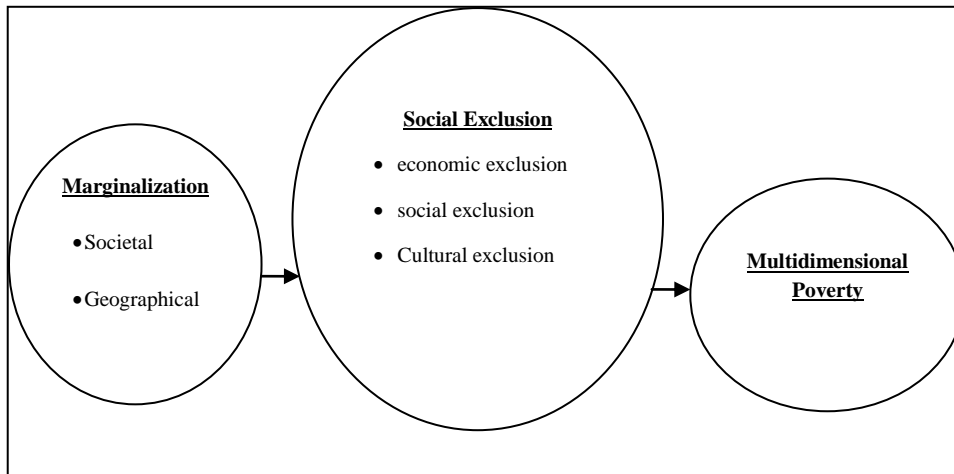 Marginalization
• Societal
• Geographical
Social Exclusion
• economic exclusion
• social exclusion
• Cultural exclusion
Multidimensional
Poverty